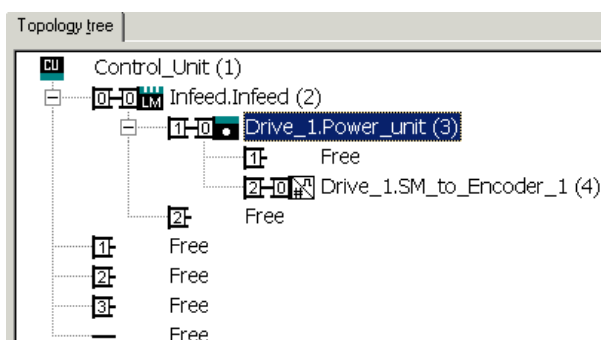 Topology tree
CU Control_Unit (1)
0 0 LM Infeed.Infeed (2)
1 0 Drive_1.Power_unit (3)
1 Free
2 0 # Drive_1.SM_to_Encoder_1 (4)
2 Free
1 Free
2 Free
3 Free
Free